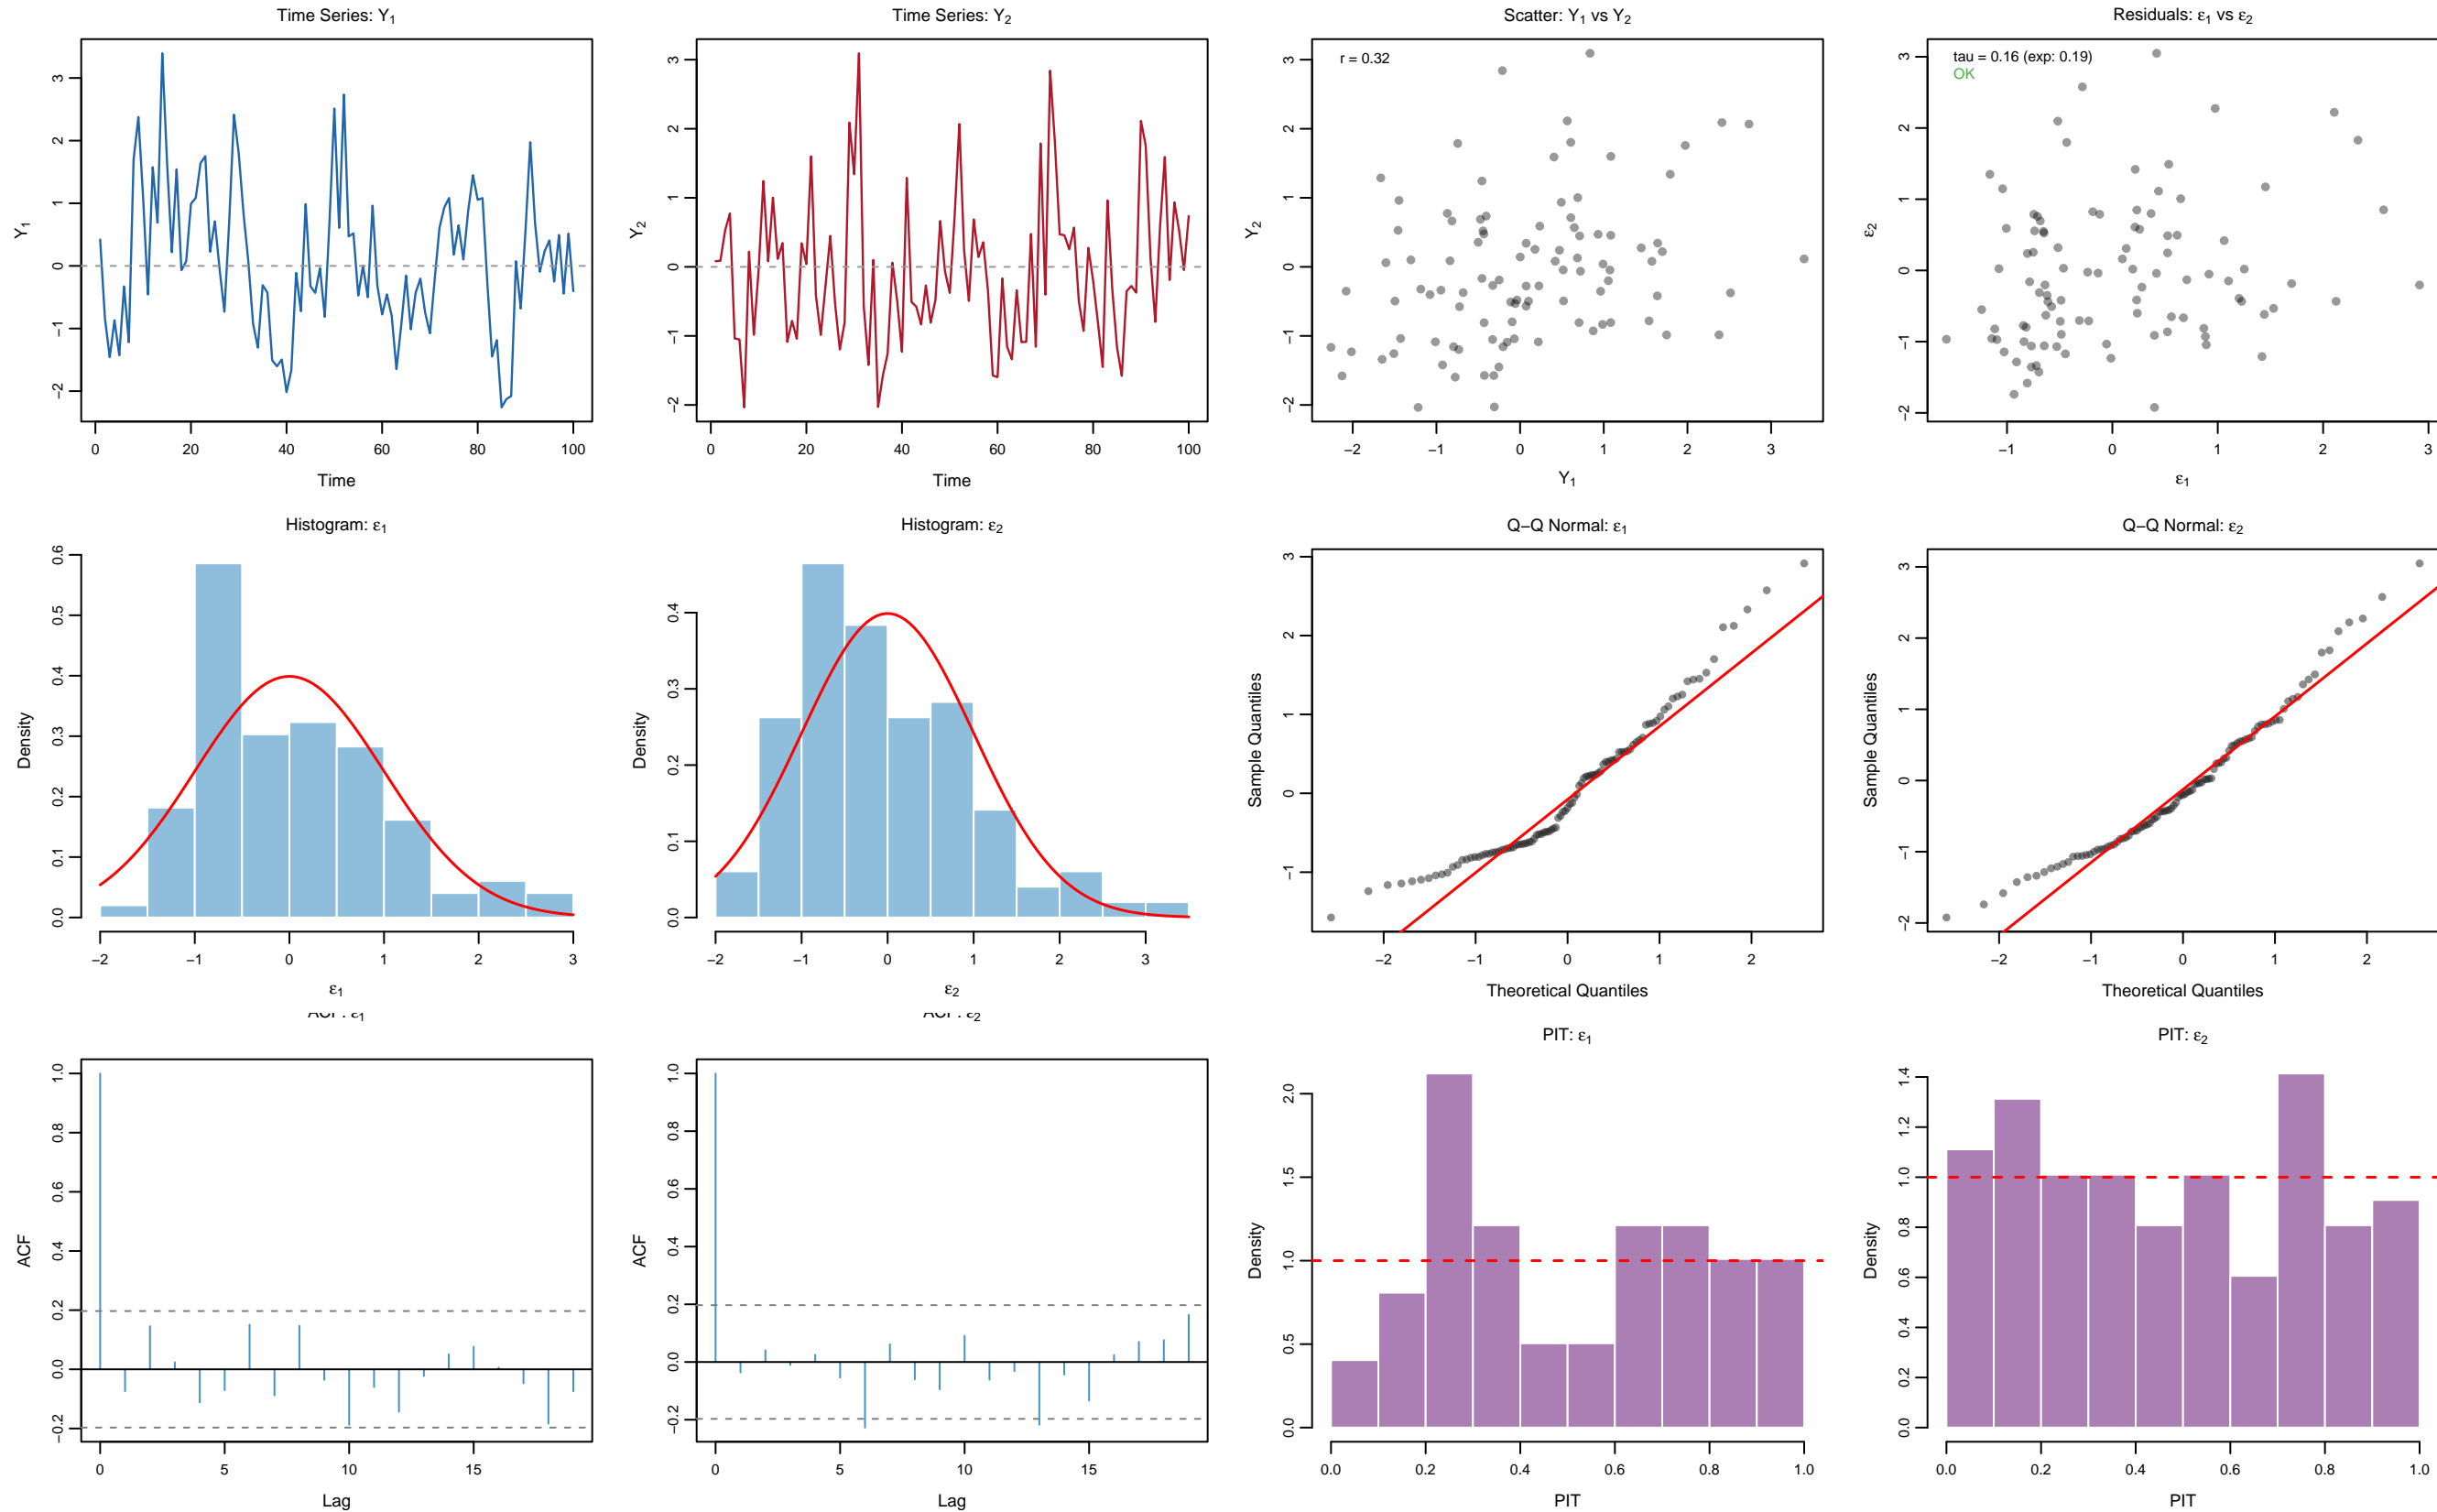 Time Series: Y1
Y1
3
2
1
0
−1
−2
0 20 40 60 80 100
Time
Time Series: Y2
Y2
3
2
1
0
−1
−2
0 20 40 60 80 100
Time
Scatter: Y1 vs Y2
r = 0.32
Y2
3
2
1
0
−1
−2
−2 −1 0 1 2 3
Y1
Residuals: ε1 vs ε2
tau = 0.16 (exp: 0.19)
OK
ε2
3
2
1
0
−1
−2
−1 0 1 2 3
ε1
Histogram: ε1
Density
0.6
0.5
0.4
0.3
0.2
0.1
0.0
−2 −1 0 1 2 3
ε1
Histogram: ε2
Density
0.4
0.3
0.2
0.1
0.0
−2 −1 0 1 2 3
ε2
Q−Q Normal: ε1
Sample Quantiles
3
2
1
0
−1
−2 −1 0 1 2
Theoretical Quantiles
Q−Q Normal: ε2
Sample Quantiles
3
2
1
0
−1
−2
−2 −1 0 1 2
Theoretical Quantiles
ACF: ε1
ACF
1.0
0.8
0.6
0.4
0.2
0.0
−0.2
0 5 10 15
Lag
ACF: ε2
ACF
1.0
0.8
0.6
0.4
0.2
0.0
−0.2
0 5 10 15
Lag
PIT: ε1
Density
2.0
1.5
1.0
0.5
0.0
0.0 0.2 0.4 0.6 0.8 1.0
PIT
PIT: ε2
Density
1.4
1.2
1.0
0.8
0.6
0.4
0.2
0.0
0.0 0.2 0.4 0.6 0.8 1.0
PIT